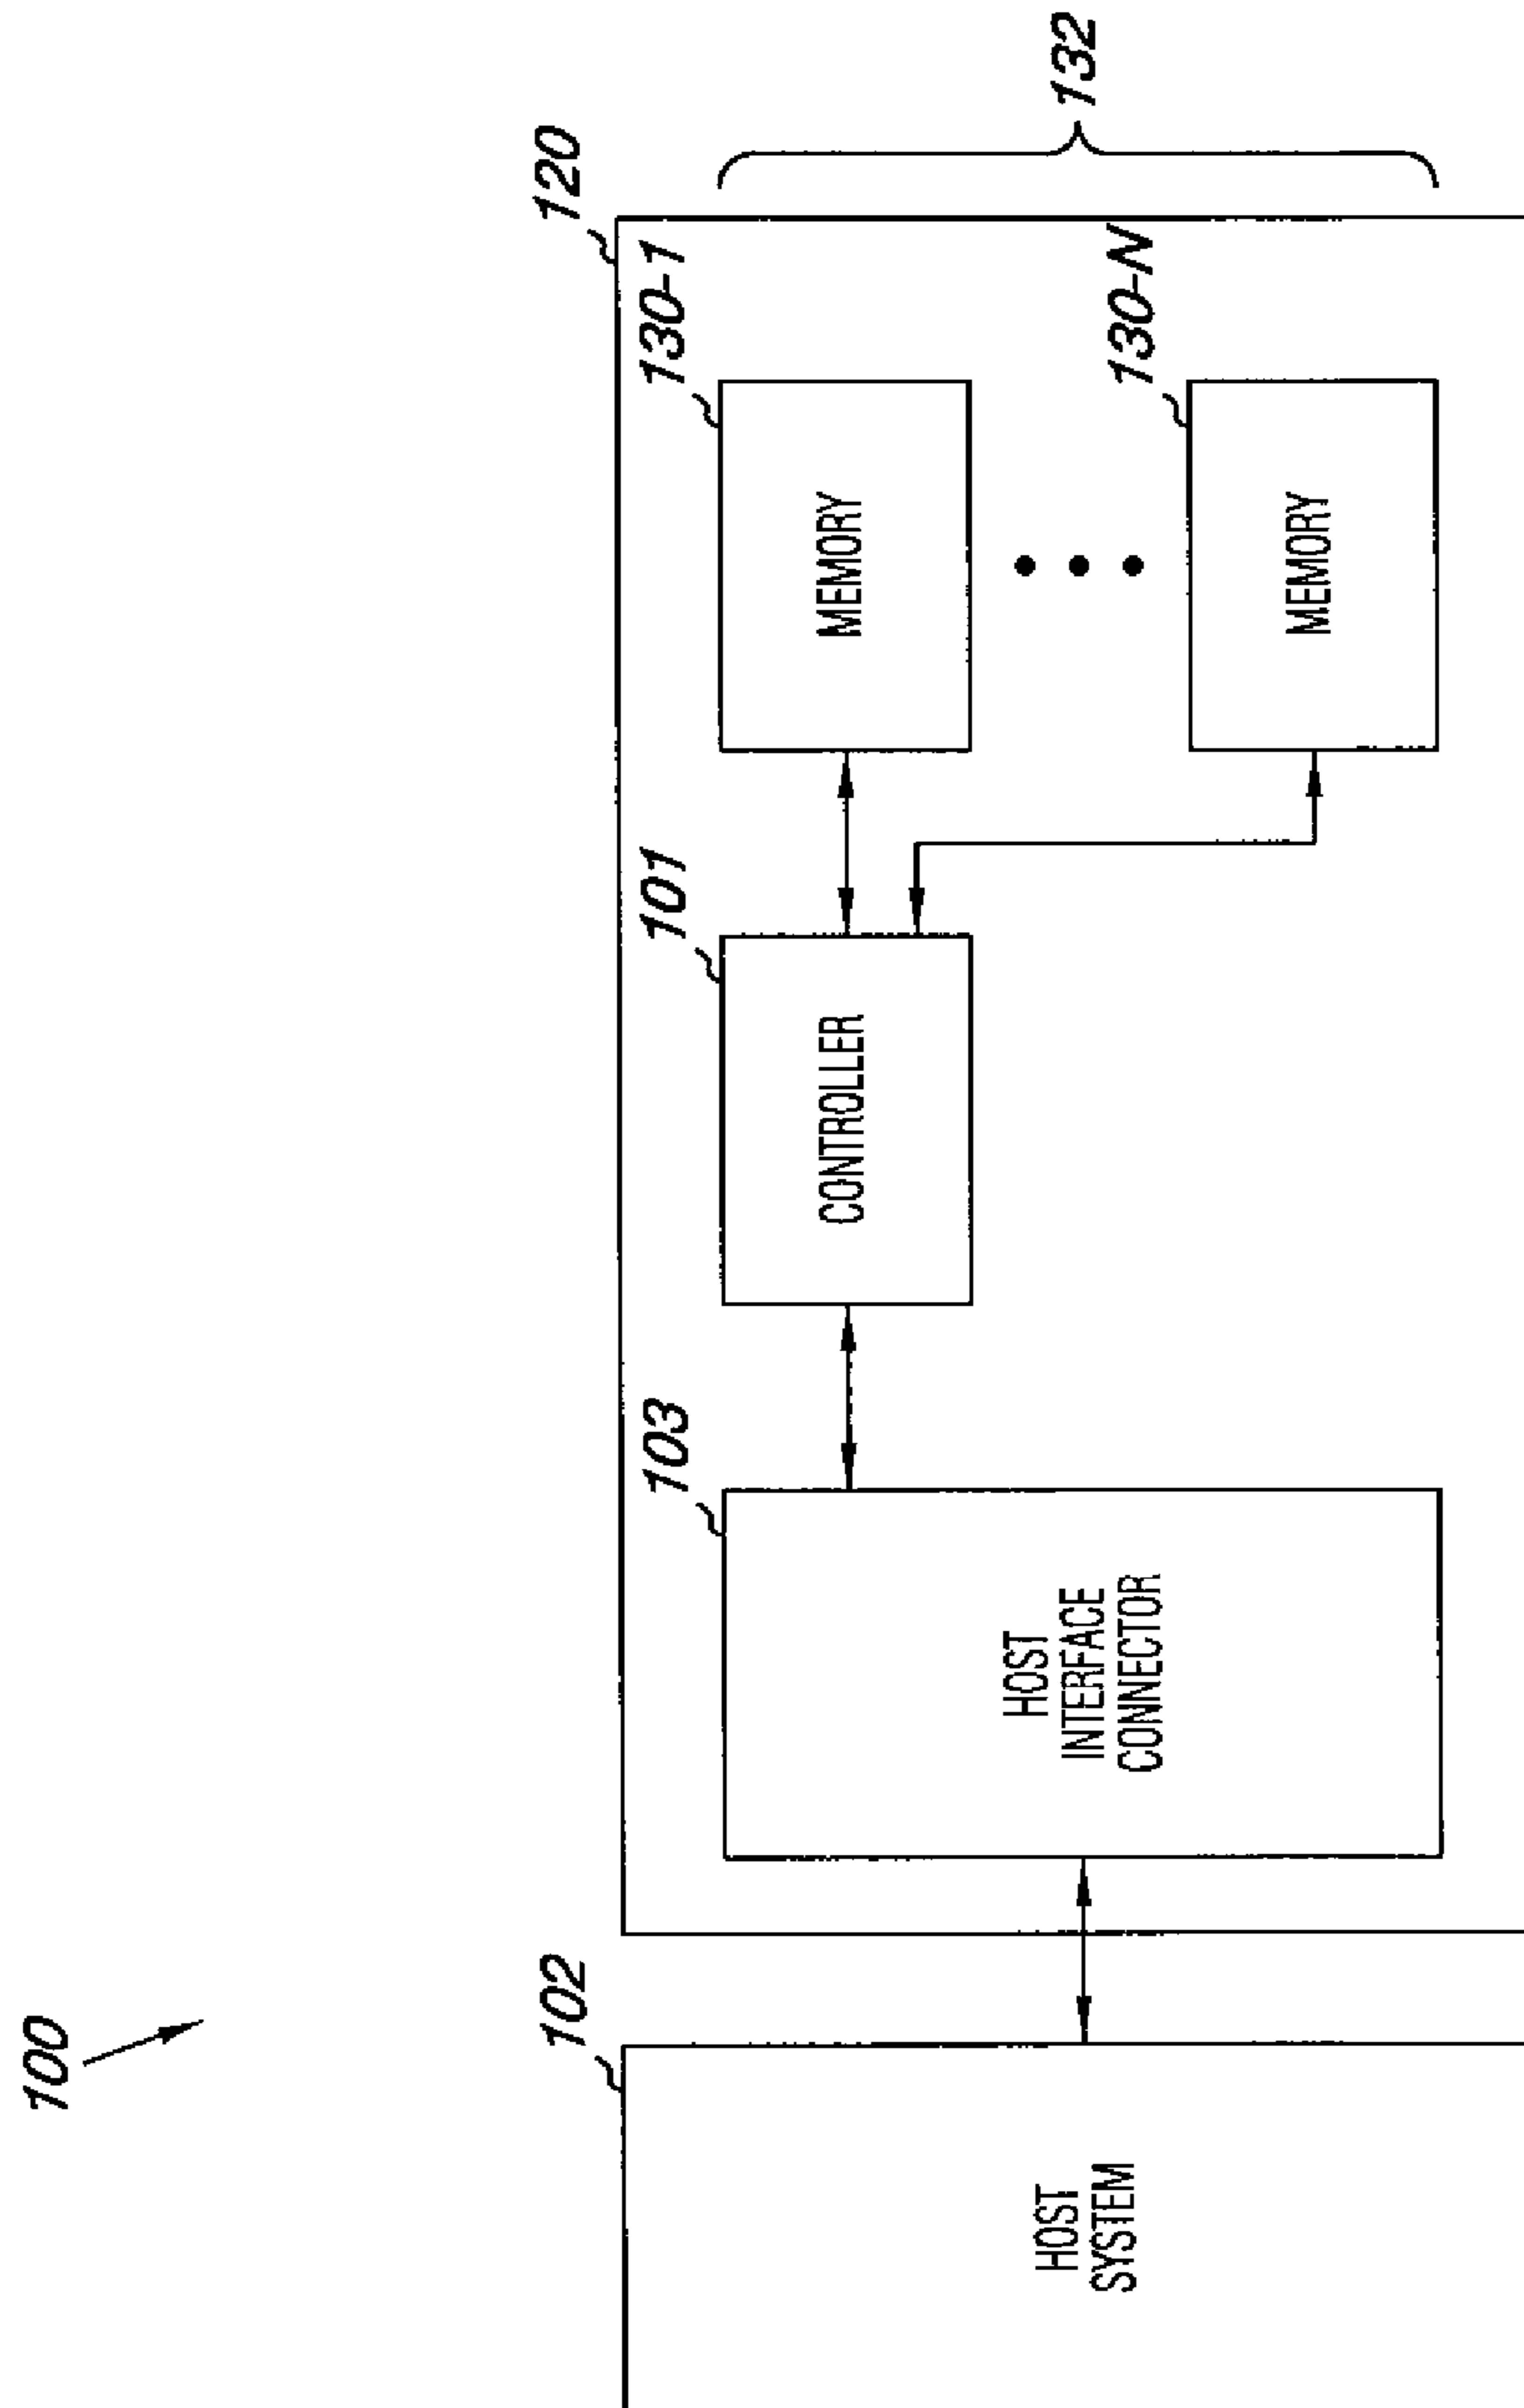 100
102
HOST
SYSTEM
120
103
HOST
INTERFACE
CONNECTOR
101
CONTROLLER
130-1
MEMORY
130-N
MEMORY
132